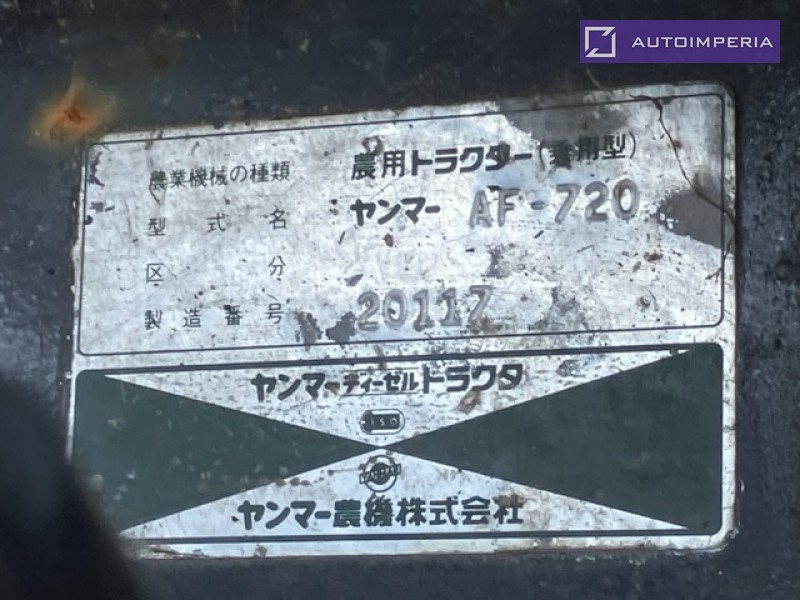 AUTOIMPERIA
農業機械の種類 農用トラクター(乗用型)
型式名 ヤンマー AF-720
区分
製造番号 20117
ヤンマーディーゼルトラクタ
ヤンマー農機株式会社